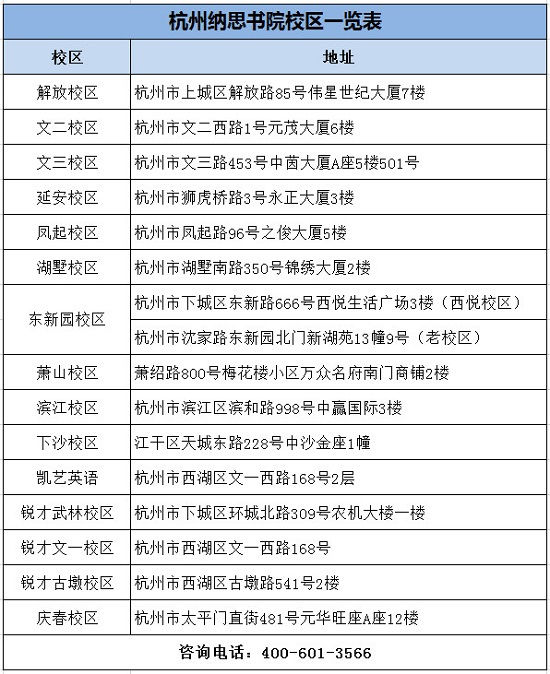 杭州纳思书院校区一览表
校区 地址
解放校区 杭州市上城区解放路85号伟星世纪大厦7楼
文二校区 杭州市文二西路1号元茂大厦6楼
文三校区 杭州市文三路453号中茵大厦A座5楼501号
延安校区 杭州市狮虎桥路3号永正大厦3楼
凤起校区 杭州市凤起路96号之俊大厦5楼
湖墅校区 杭州市湖墅南路350号锦绣大厦2楼
东新园校区 杭州市下城区东新路666号西悦生活广场3楼（西悦校区）
杭州市沈家路东新园北门新湖苑13幢9号（老校区）
萧山校区 萧绍路800号梅花楼小区万众名府南门商铺2楼
滨江校区 杭州市滨江区滨和路998号中赢国际3楼
下沙校区 江干区天城东路228号中沙金座1幢
凯艺英语 杭州市西湖区文一西路168号2层
锐才武林校区 杭州市下城区环城北路309号农机大楼一楼
锐才文一校区 杭州市西湖区文一西路168号
锐才古墩校区 杭州市西湖区古墩路541号2楼
庆春校区 杭州市太平门直街481号元华旺座A座12楼
咨询电话：400-601-3566